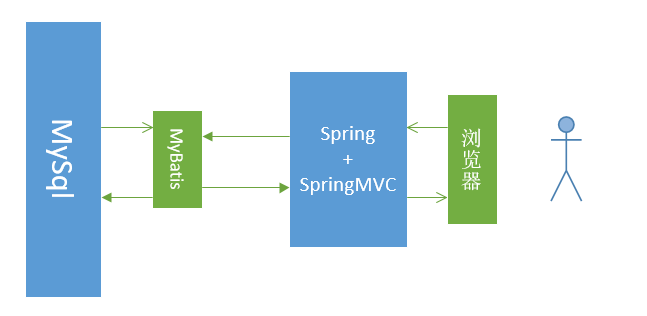 MySql
MyBatis
Spring
+
SpringMVC
浏览器